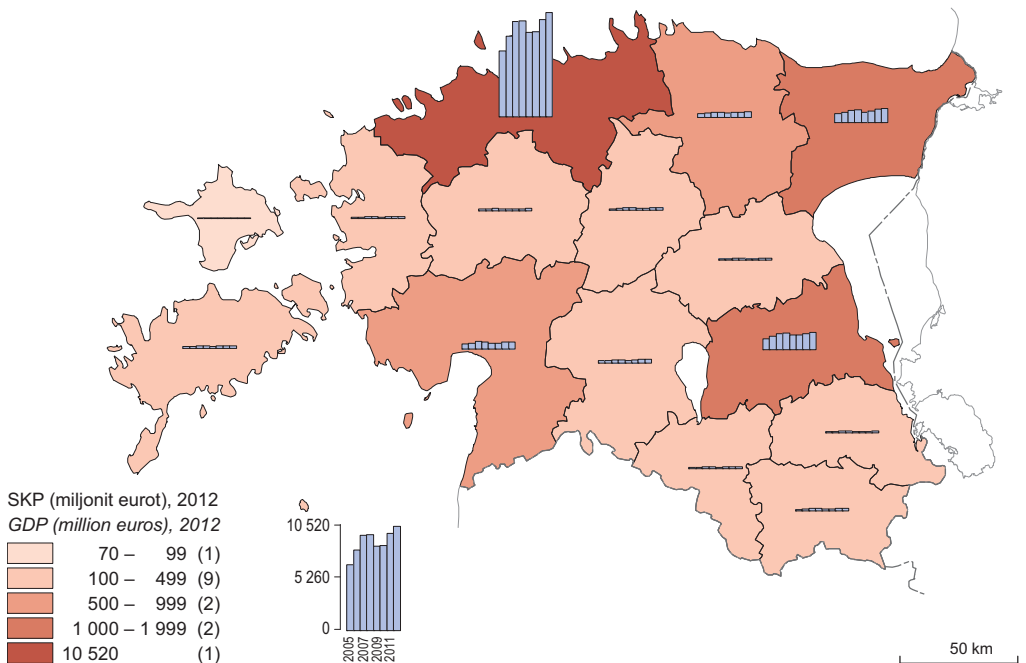 SKP (miljonit eurot), 2012
GDP (million euros), 2012
70 – 99 (1)
100 – 499 (9)
500 – 999 (2)
1 000 – 1 999 (2)
10 520 (1)
10 520
5 260
0
2005
2007
2009
2011
50 km